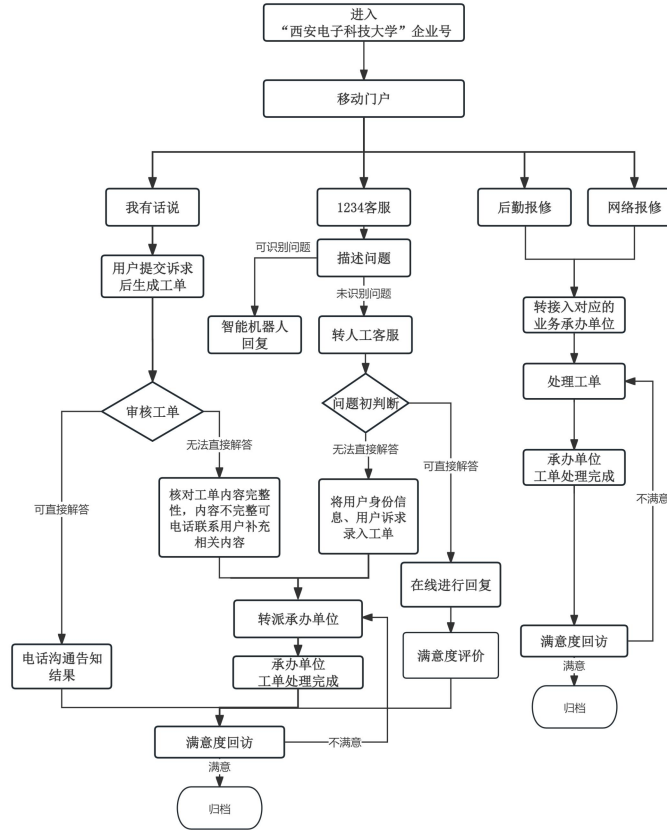 进入
“西安电子科技大学”企业号
移动门户
我有话说
1234客服
后勤报修
网络报修
用户提交诉求
后生成工单
可识别问题
描述问题
未识别问题
智能机器人
回复
转人工客服
转接入对应的
业务承办单位
处理工单
审核工单
问题初判断
无法直接解答
无法直接解答
可直接解答
承办单位
工单处理完成
不满意
可直接解答
核对工单内容完整
性，内容不完整可
电话联系用户补充
相关内容
将用户身份信
息、用户诉求
录入工单
在线进行回复
转派承办单位
满意度评价
满意度回访
电话沟通告知
结果
承办单位
工单处理完成
满意
归档
满意度回访
不满意
满意
归档